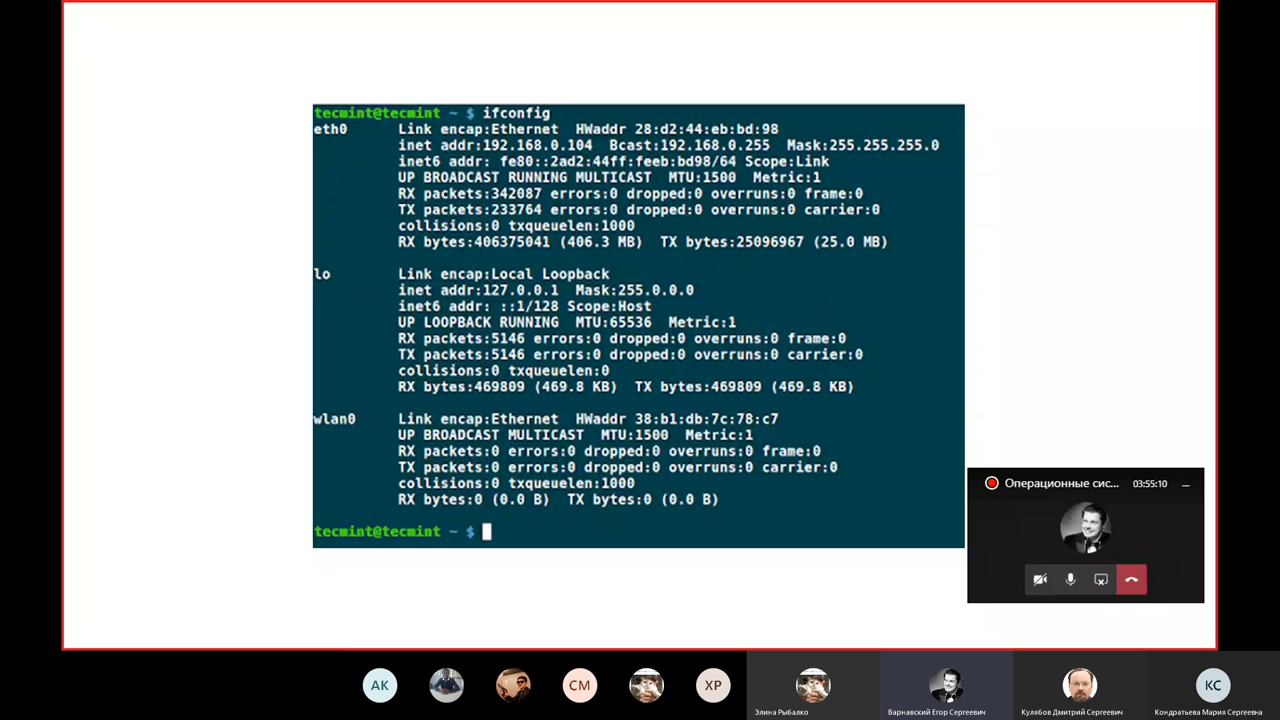 tecmint@tecmint ~ $ ifconfig
eth0 Link encap:Ethernet HWaddr 28:d2:44:eb:bd:98
inet addr:192.168.0.104 Bcast:192.168.0.255 Mask:255.255.255.0
inet6 addr: fe80::2ad2:44ff:feeb:bd98/64 Scope:Link
UP BROADCAST RUNNING MULTICAST MTU:1500 Metric:1
RX packets:342087 errors:0 dropped:0 overruns:0 frame:0
TX packets:233764 errors:0 dropped:0 overruns:0 carrier:0
collisions:0 txqueuelen:1000
RX bytes:406375041 (406.3 MB) TX bytes:25096967 (25.0 MB)
lo Link encap:Local Loopback
inet addr:127.0.0.1 Mask:255.0.0.0
inet6 addr: ::1/128 Scope:Host
UP LOOPBACK RUNNING MTU:65536 Metric:1
RX packets:5146 errors:0 dropped:0 overruns:0 frame:0
TX packets:5146 errors:0 dropped:0 overruns:0 carrier:0
collisions:0 txqueuelen:0
RX bytes:469809 (469.8 KB) TX bytes:469809 (469.8 KB)
wlan0 Link encap:Ethernet HWaddr 38:b1:db:7c:78:c7
UP BROADCAST MULTICAST MTU:1500 Metric:1
RX packets:0 errors:0 dropped:0 overruns:0 frame:0
TX packets:0 errors:0 dropped:0 overruns:0 carrier:0
collisions:0 txqueuelen:1000
RX bytes:0 (0.0 B) TX bytes:0 (0.0 B)
tecmint@tecmint ~ $
Операционные сис... 03:55:10
AK
CM
XP
KC
Элина Рыбалко
Варнавский Егор Сергеевич
Кулябов Дмитрий Сергеевич
Кондратьева Мария Сергеевна